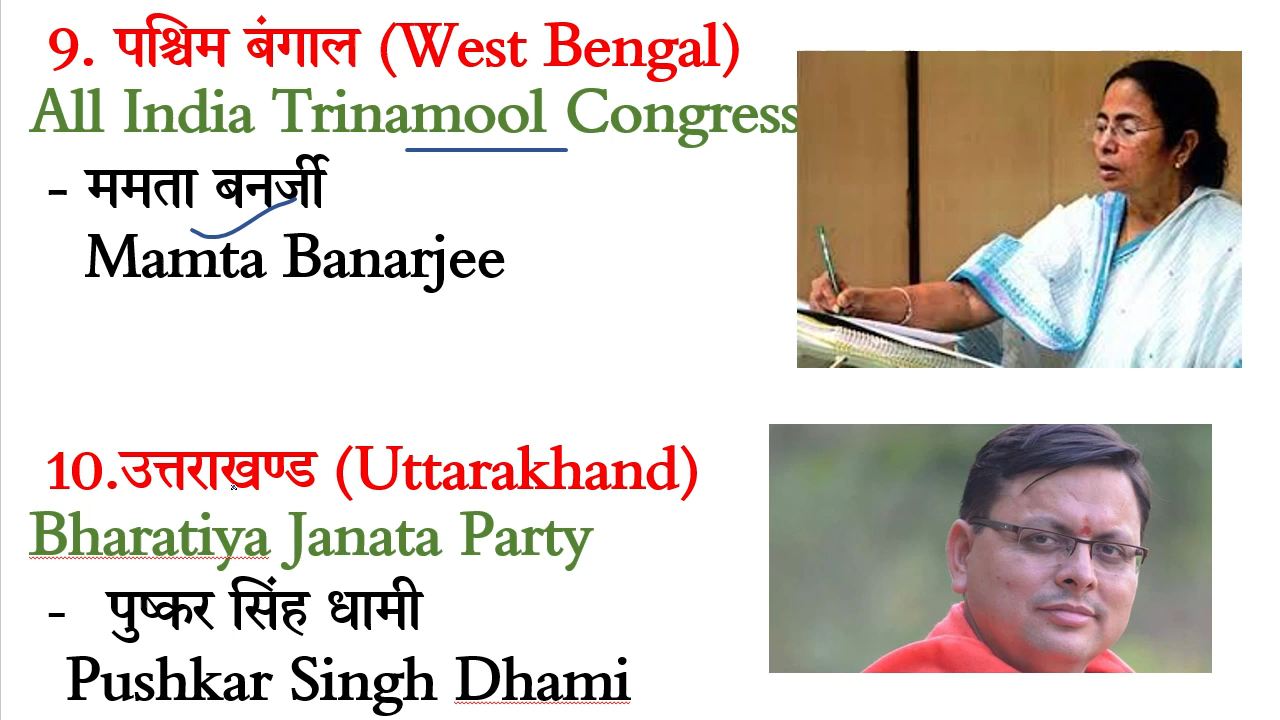 9. पश्चिम बंगाल (West Bengal)
All India Trinamool Congress
- ममता बनर्जी
Mamta Banarjee
10.उत्तराखण्ड (Uttarakhand)
Bharatiya Janata Party
- पुष्कर सिंह धामी
Pushkar Singh Dhami